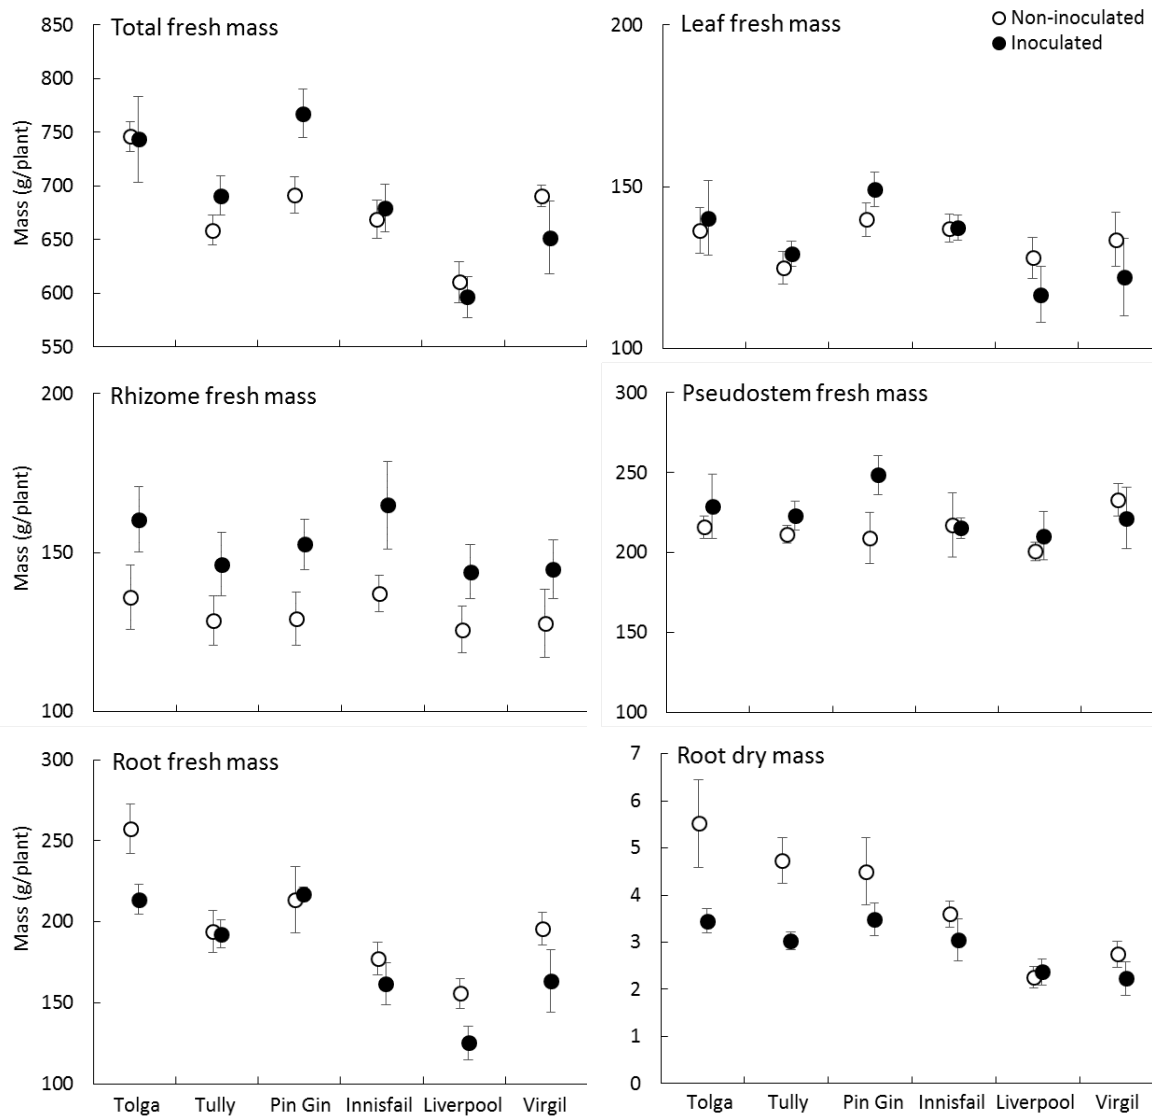 Total fresh mass
850
800
750
700
650
600
550
Mass (g/plant)
Leaf fresh mass
Non-inoculated
Inoculated
200
150
100
Rhizome fresh mass
200
150
100
Mass (g/plant)
Pseudostem fresh mass
300
250
200
150
100
Root fresh mass
300
250
200
150
100
Mass (g/plant)
Tolga Tully Pin Gin Innisfail Liverpool Virgil
Root dry mass
7
6
5
4
3
2
1
0
Tolga Tully Pin Gin Innisfail Liverpool Virgil